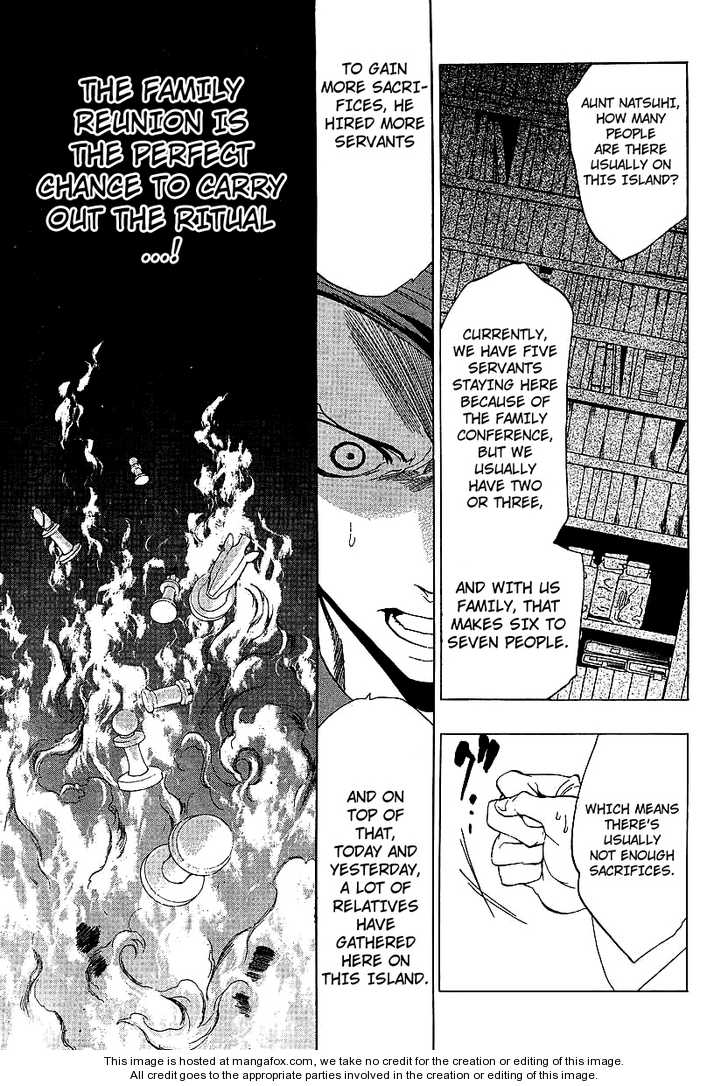 AUNT NATSUHI,
HOW MANY
PEOPLE
ARE THERE
USUALLY ON
THIS ISLAND?
CURRENTLY,
WE HAVE FIVE
SERVANTS
STAYING HERE
BECAUSE OF
THE FAMILY
CONFERENCE,
BUT WE
USUALLY
HAVE TWO
OR THREE,
AND WITH US
FAMILY, THAT
MAKES SIX TO
SEVEN PEOPLE.
WHICH MEANS
THERE'S
USUALLY
NOT ENOUGH
SACRIFICES.
グッ…
TO GAIN
MORE SACRI-
FICES, HE
HIRED MORE
SERVANTS
AND ON
TOP OF
THAT,
TODAY AND
YESTERDAY,
A LOT OF
RELATIVES
HAVE
GATHERED
HERE ON
THIS ISLAND.
THE FAMILY
REUNION IS
THE PERFECT
CHANCE TO CARRY
OUT THE RITUAL
...!
This image is hosted at mangafox.com, we take no credit for the creation or editing of this image.
All credit goes to the appropriate parties involved in the creation or editing of this image.